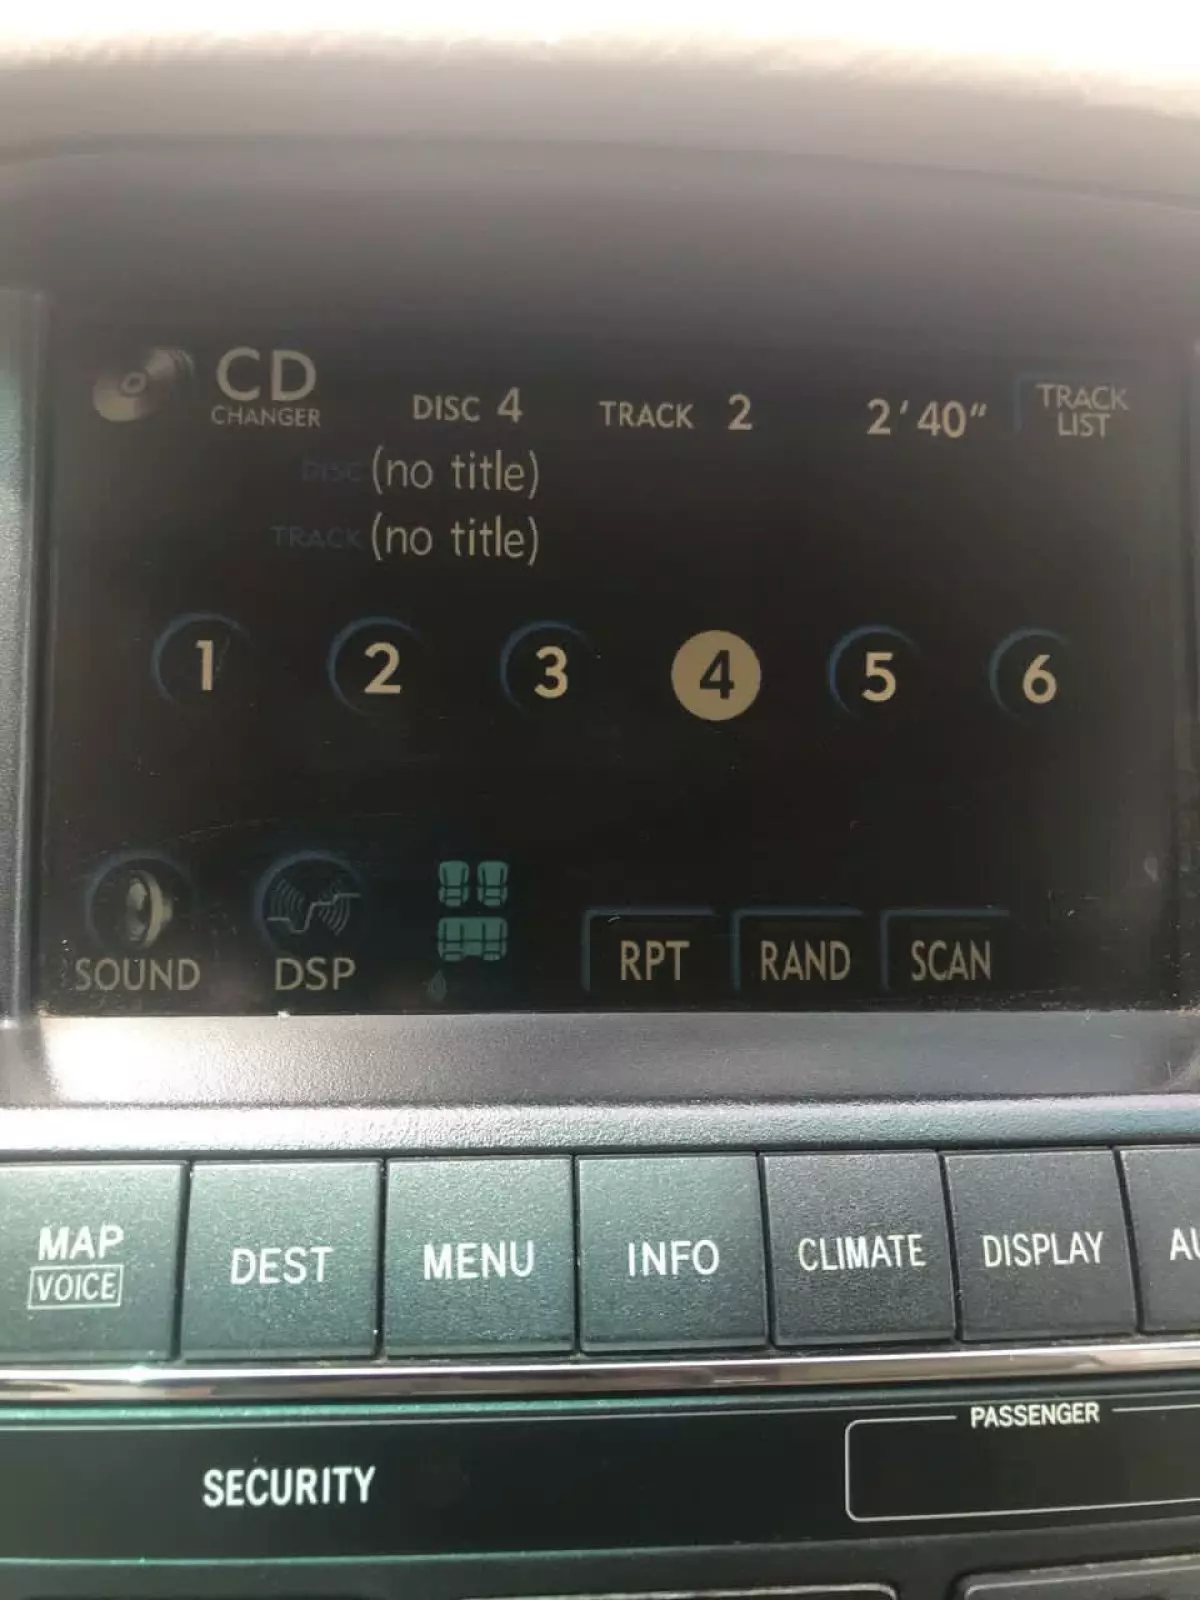 CD
CHANGER
DISC 4 TRACK 2 2'40"
TRACK
LIST
DISC (no title)
TRACK (no title)
1 2 3 4 5 6
SOUND DSP RPT RAND SCAN
MAP
VOICE
DEST MENU INFO CLIMATE DISPLAY
PASSENGER
SECURITY